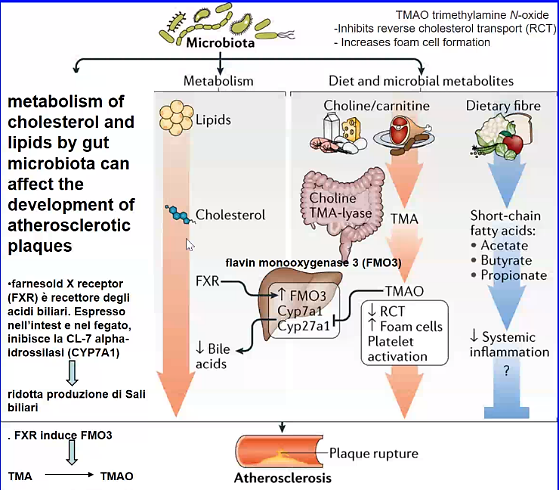 TMAO trimethylamine N-oxide
-Inhibits reverse cholesterol transport (RCT)
- Increases foam cell formation
Microbiota
Metabolism
Diet and microbial metabolites
metabolism of
cholesterol and
lipids by gut
microbiota can
affect the
development of
atherosclerotic
plaques
•farnesoid X receptor
(FXR) è recettore degli
acidi biliari. Espresso
nell'intest e nel fegato,
inibisce la CL-7 alpha-
idrossilasi (CYP7A1)
ridotta produzione di Sali
biliari
. FXR induce FMO3
TMA
TMAO
Lipids
Cholesterol
FXR
↓ Bile
acids
Choline/carnitine
Choline
TMA-lyase
TMA
flavin monooxygenase 3 (FMO3)
↑ FMO3
Cyp7a1
Cyp27a1
TMAO
↓ RCT
↑ Foam cells
Platelet
activation
Dietary fibre
Short-chain
fatty acids:
• Acetate
• Butyrate
• Propionate
↓ Systemic
inflammation
?
Plaque rupture
Atherosclerosis